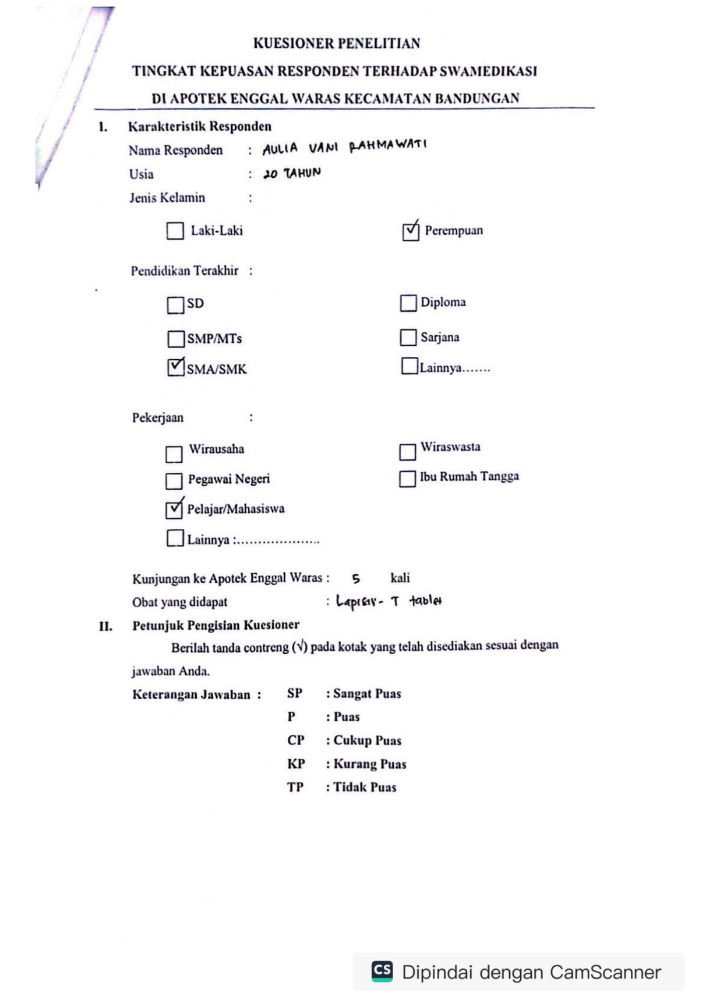 KUESIONER PENELITIAN
TINGKAT KEPUASAN RESPONDEN TERHADAP SWAMEDIKASI
DI APOTEK ENGGAL WARAS KECAMATAN BANDUNGAN
I. Karakteristik Responden
Nama Responden : AULIA VANI RAHMAWATI
Usia : 20 TAHUN
Jenis Kelamin :
Laki-Laki ✓ Perempuan
Pendidikan Terakhir :
SD Diploma
SMP/MTs Sarjana
✓ SMA/SMK Lainnya.......
Pekerjaan :
Wirausaha Wiraswasta
Pegawai Negeri Ibu Rumah Tangga
✓ Pelajar/Mahasiswa
Lainnya :....................
Kunjungan ke Apotek Enggal Waras : 5 kali
Obat yang didapat : Lapisiv - T tablet
II. Petunjuk Pengisian Kuesioner
Berilah tanda contreng (√) pada kotak yang telah disediakan sesuai dengan
jawaban Anda.
Keterangan Jawaban : SP : Sangat Puas
P : Puas
CP : Cukup Puas
KP : Kurang Puas
TP : Tidak Puas
CS Dipindai dengan CamScanner